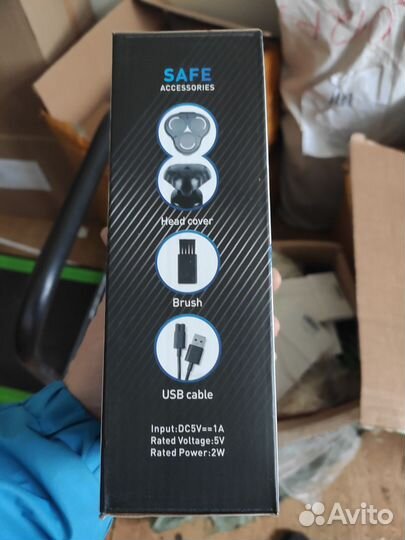 SAFE
ACCESSORIES
Head cover
Brush
USB cable
Input:DC5V==1A
Rated Voltage:5V
Rated Power:2W
Avito